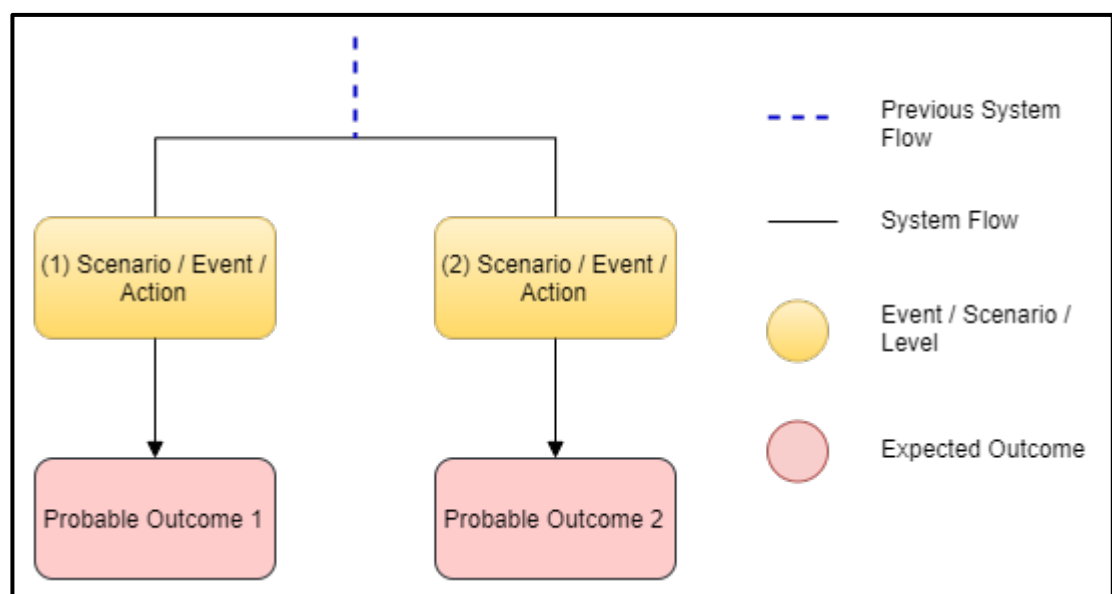 Previous System
Flow
System Flow
(1) Scenario / Event /
Action
(2) Scenario / Event /
Action
Event / Scenario /
Level
Expected Outcome
Probable Outcome 1
Probable Outcome 2